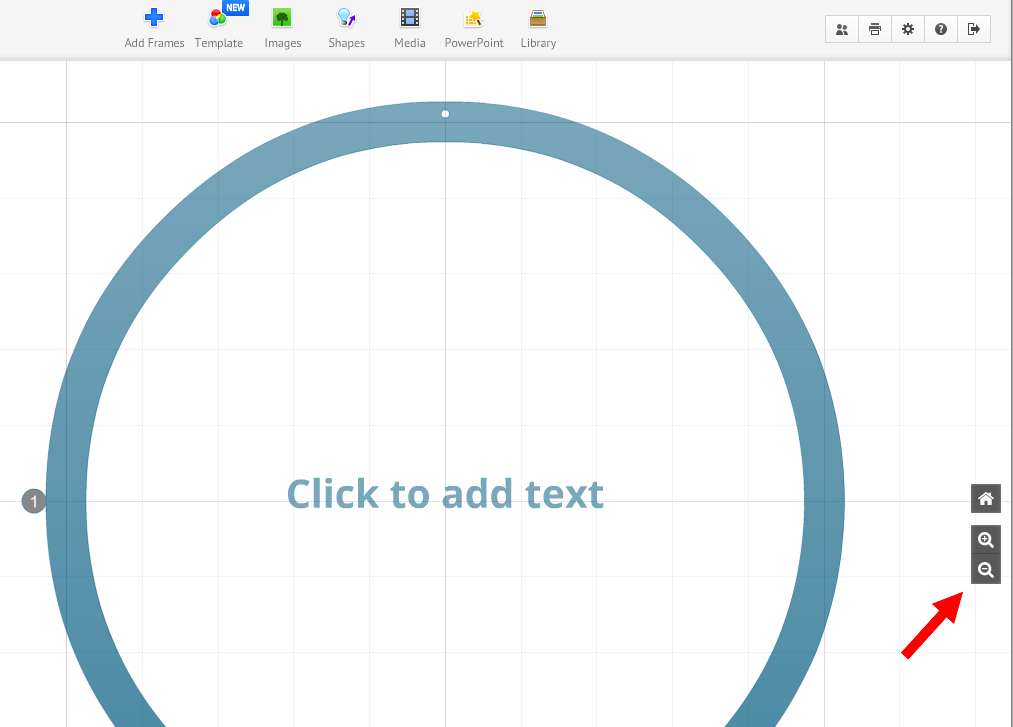 NEW
Add Frames Template Images Shapes Media PowerPoint Library
Click to add text
1